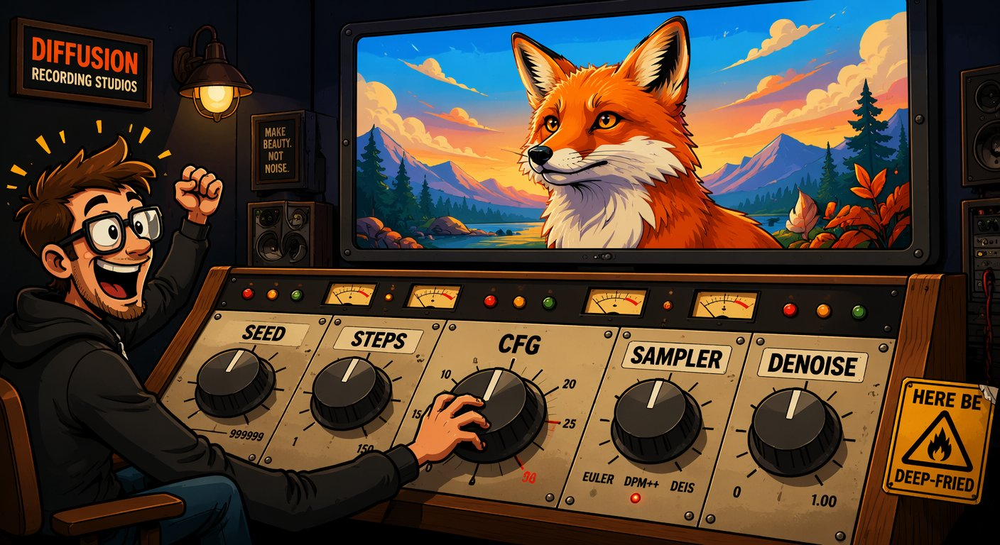 DIFFUSION
RECORDING STUDIOS
MAKE
BEAUTY.
NOT
NOISE.
SEED
999999
STEPS
1
150
CFG
10
15
20
25
30
0
SAMPLER
EULER DPM++ DEIS
DENOISE
0
1.00
HERE BE
DEEP-FRIED